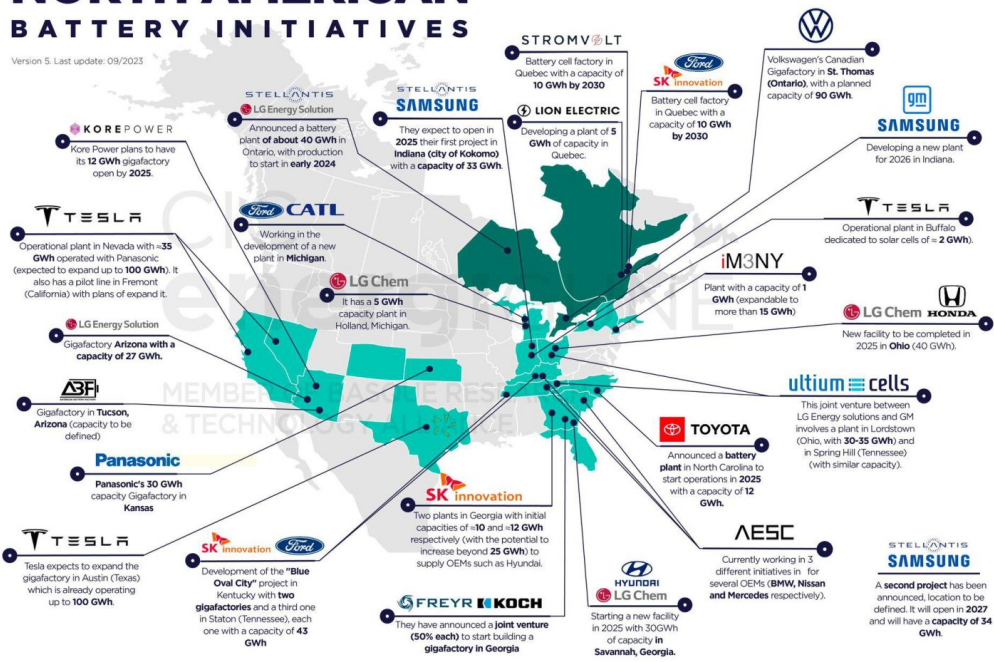 NORTH AMERICAN
BATTERY INITIATIVES
Version 5. Last update: 09/2023
STROMVOLT
Battery cell factory in
Quebec with a capacity of
10 GWh by 2030
LION ELECTRIC
Developing a plant of 5
GWh of capacity in
Quebec.
Ford
SK innovation
Battery cell factory
in Quebec with a
capacity of 10 GWh
by 2030
Volkswagen's Canadian
Gigafactory in St. Thomas
(Ontario), with a planned
capacity of 90 GWh.
gm
SAMSUNG
Developing a new plant
for 2026 in Indiana.
STELLANTIS
LG Energy Solution
Announced a battery
plant of about 40 GWh in
Ontario, with production
to start in early 2024
STELLANTIS
SAMSUNG
They expect to open in
2025 their first project in
Indiana (city of Kokomo)
with a capacity of 33 GWh.
KOREPOWER
Kore Power plans to have
its 12 GWh gigafactory
open by 2025.
TESLA
Operational plant in Nevada with ≈35
GWh operated with Panasonic
(expected to expand up to 100 GWh). It
also has a pilot line in Fremont
(California) with plans of expand it.
Ford CATL
Working in the
development of a new
plant in Michigan.
LG Chem
It has a 5 GWh
capacity plant in
Holland, Michigan.
TESLA
Operational plant in Buffalo
dedicated to solar cells of ≈ 2 GWh).
iM3NY
Plant with a capacity of 1
GWh (expandable to
more than 15 GWh)
LG Chem HONDA
New facility to be completed in
2025 in Ohio (40 GWh).
LG Energy Solution
Gigafactory Arizona with a
capacity of 27 GWh.
ABF
Gigafactory in Tucson,
Arizona (capacity to be
defined)
Panasonic
Panasonic's 30 GWh
capacity Gigafactory in
Kansas
ultium cells
This joint venture between
LG Energy solutions and GM
involves a plant in Lordstown
(Ohio, with 30-35 GWh) and
in Spring Hill (Tennessee)
(with similar capacity).
TOYOTA
Announced a battery
plant in North Carolina to
start operations in 2025
with a capacity of 12
GWh.
SK innovation
Two plants in Georgia with initial
capacities of ≈10 and ≈12 GWh
respectively (with the potential to
increase beyond 25 GWh) to
supply OEMs such as Hyundai.
TESLA
Tesla expects to expand the
gigafactory in Austin (Texas)
which is already operating
up to 100 GWh.
SK innovation Ford
Development of the "Blue
Oval City" project in
Kentucky with two
gigafactories and a third one
in Staton (Tennessee), each
one with a capacity of 43
GWh
FREYR KOCH
They have announced a joint venture
(50% each) to start building a
gigafactory in Georgia
HYUNDAI
LG Chem
Starting a new facility
in 2025 with 30GWh
of capacity in
Savannah, Georgia.
AESC
Currently working in 3
different initiatives in for
several OEMs (BMW, Nissan
and Mercedes respectively).
STELLANTIS
SAMSUNG
A second project has been
announced, location to be
defined. It will open in 2027
and will have a capacity of 34
GWh.
CIC
energiGUNE
MEMBER OF BASQUE RESEARCH
& TECHNOLOGY ALLIANCE